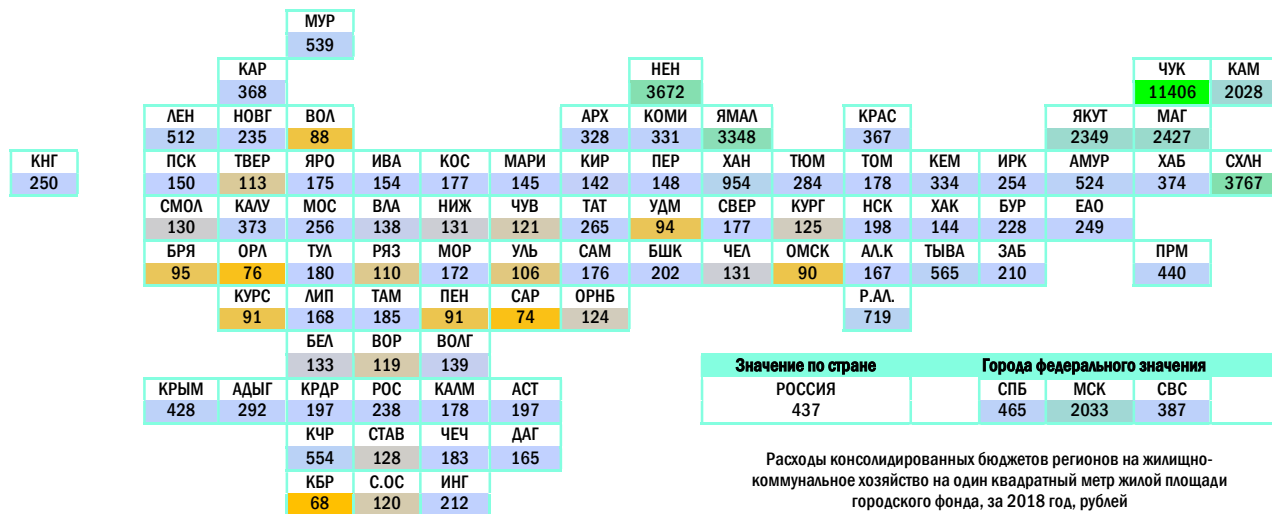 МУР
539
КАР НЕН ЧУК КАМ
368 3672 11406 2028
ЛЕН НОВГ ВОЛ АРХ КОМИ ЯМАЛ КРАС ЯКУТ МАГ
512 235 88 328 331 3348 367 2349 2427
КНГ ПСК ТВЕР ЯРО ИВА КОС МАРИ КИР ПЕР ХАН ТЮМ ТОМ КЕМ ИРК АМУР ХАБ СХЛН
250 150 113 175 154 177 145 142 148 954 284 178 334 254 524 374 3767
СМОЛ КАЛУ МОС ВЛА НИЖ ЧУВ ТАТ УДМ СВЕР КУРГ НСК ХАК БУР ЕАО
130 373 256 138 131 121 265 94 177 125 198 144 228 249
БРЯ ОРЛ ТУЛ РЯЗ МОР УЛЬ САМ БШК ЧЕЛ ОМСК АЛ.К ТЫВА ЗАБ ПРМ
95 76 180 110 172 106 176 202 131 90 167 565 210 440
КУРС ЛИП ТАМ ПЕН САР ОРНБ Р.АЛ.
91 168 185 91 74 124 719
БЕЛ ВОР ВОЛГ
133 119 139
Значение по стране Города федерального значения
КРЫМ АДЫГ КРДР РОС КАЛМ АСТ РОССИЯ СПБ МСК СВС
428 292 197 238 178 197 437 465 2033 387
КЧР СТАВ ЧЕЧ ДАГ
554 128 183 165
КБР С.ОС ИНГ
68 120 212
Расходы консолидированных бюджетов регионов на жилищно-
коммунальное хозяйство на один квадратный метр жилой площади
городского фонда, за 2018 год, рублей